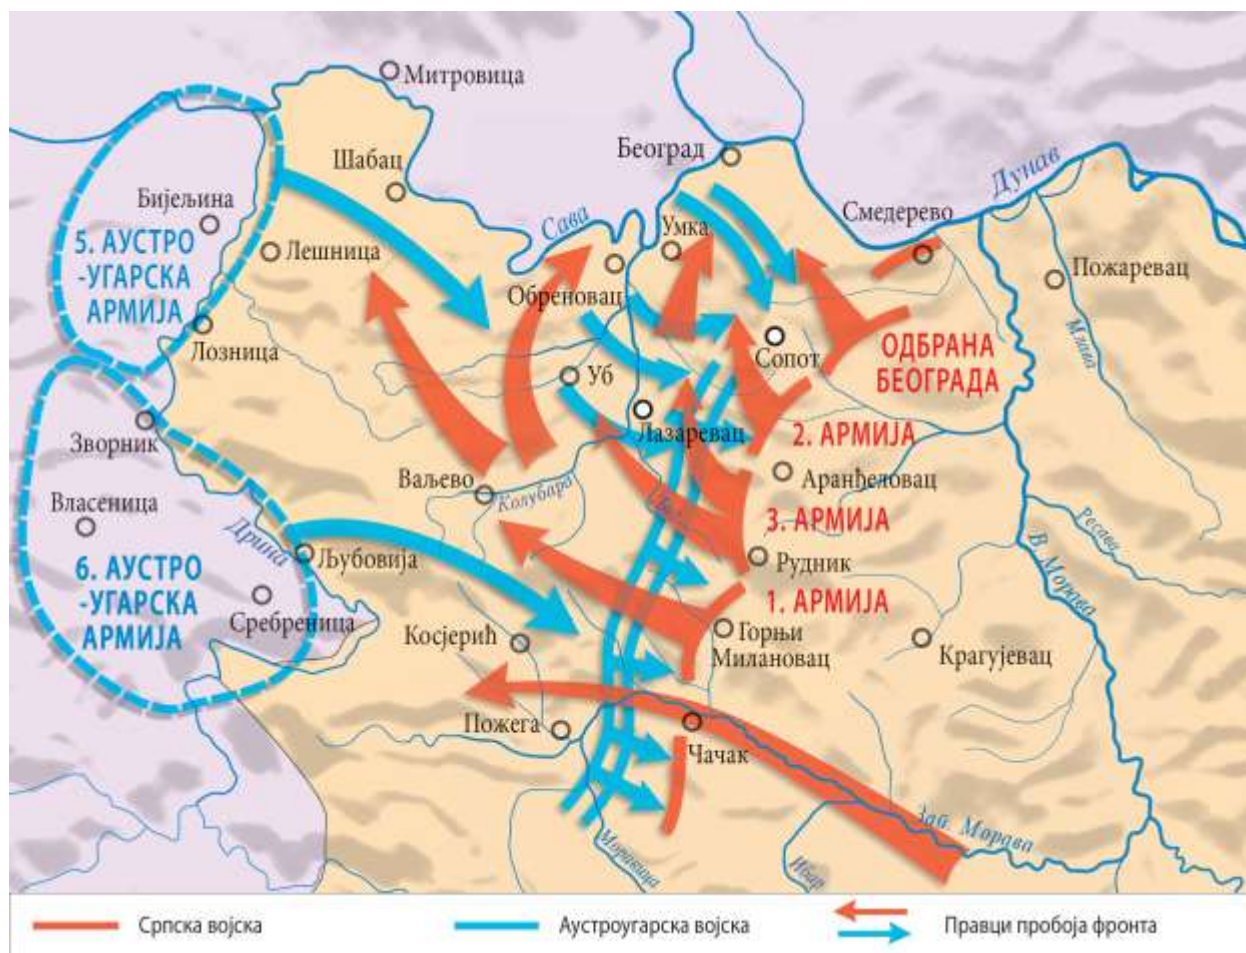 Митровица
Београд
Шабац
Дунав
Бијељина
Сава
Смедерево
Умка
5. АУСТРО
-УГАРСКА
АРМИЈА
Лешница
Пожаревац
Обреновац
Лозница
Млава
Сопот
ОДБРАНА
БЕОГРАДА
Уб
Зворник
Лазаревац
2. АРМИЈА
Ваљево
Колубара
Аранђеловац
Власеница
3. АРМИЈА
Ресава
Дрина
Љубовија
Рудник
В. Морава
6. АУСТРО
-УГАРСКА
АРМИЈА
1. АРМИЈА
Сребреница
Косјерић
Горњи
Милановац
Крагујевац
Пожега
Чачак
Зап. Морава
Моравица
Ибар
Српска војска
Аустроугарска војска
Правци пробоја фронта